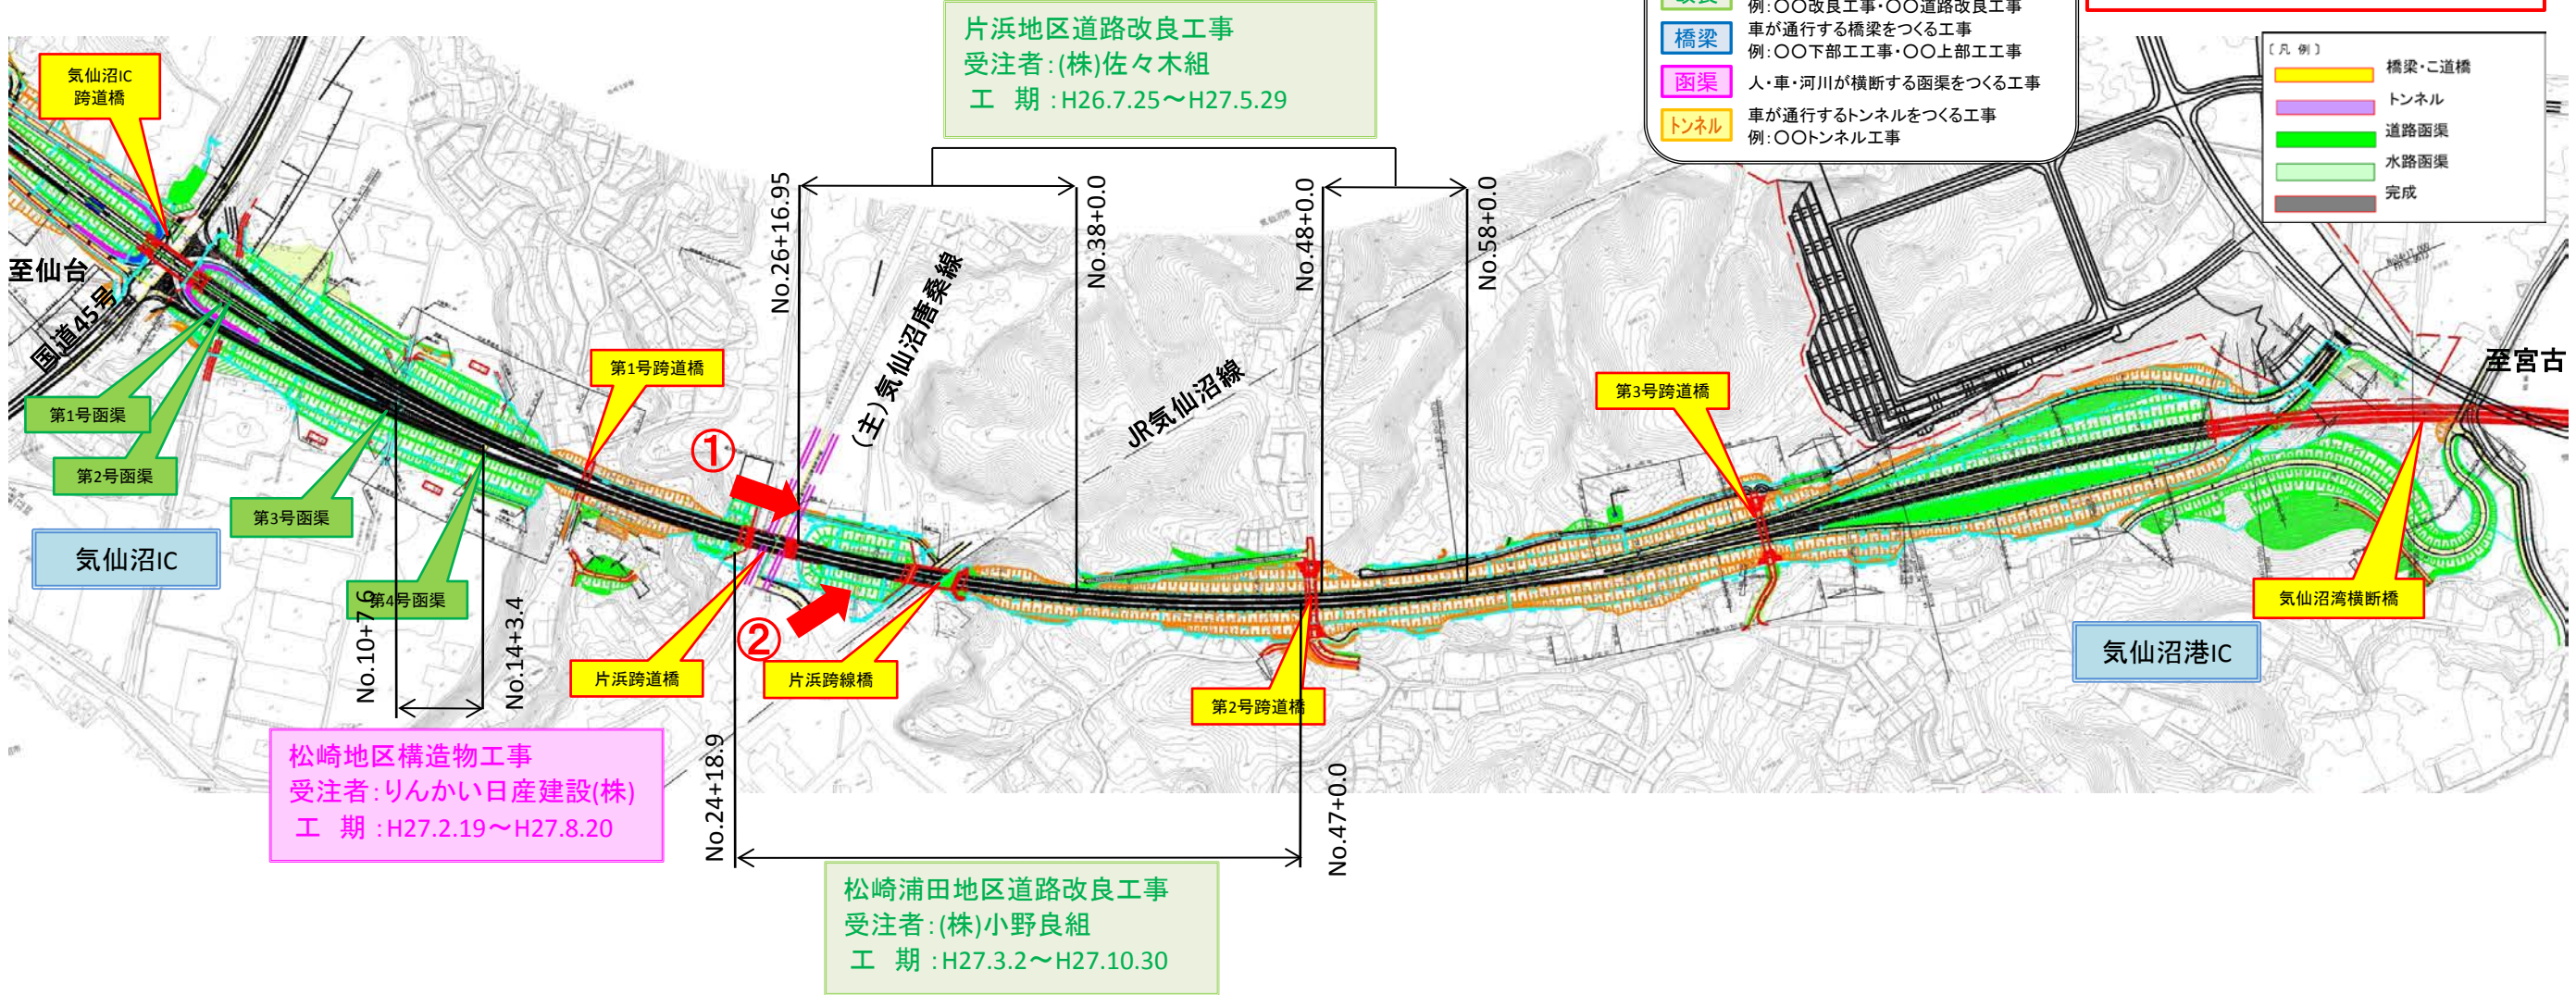 片浜地区道路改良工事
受注者:(株)佐々木組
工 期:H26.7.25～H27.5.29
例:〇〇改良工事・〇〇道路改良工事
橋梁 車が通行する橋梁をつくる工事
例:〇〇下部工工事・〇〇上部工工事
函渠 人・車・河川が横断する函渠をつくる工事
トンネル 車が通行するトンネルをつくる工事
例:〇〇トンネル工事
〔凡 例〕
橋梁・こ道橋
トンネル
道路函渠
水路函渠
完成
気仙沼IC
跨道橋
至仙台
国道45号
第1号函渠
第2号函渠
第3号函渠
第4号函渠
気仙沼IC
No.10+7.6
No.14+3.4
第1号跨道橋
①
②
No.26+16.95
(主)気仙沼唐桑線
No.38+0.0
JR気仙沼線
No.48+0.0
No.58+0.0
片浜跨道橋
片浜跨線橋
第2号跨道橋
第3号跨道橋
至宮古
気仙沼湾横断橋
気仙沼港IC
No.24+18.9
No.47+0.0
松崎地区構造物工事
受注者:りんかい日産建設(株)
工 期:H27.2.19～H27.8.20
松崎浦田地区道路改良工事
受注者:(株)小野良組
工 期:H27.3.2～H27.10.30